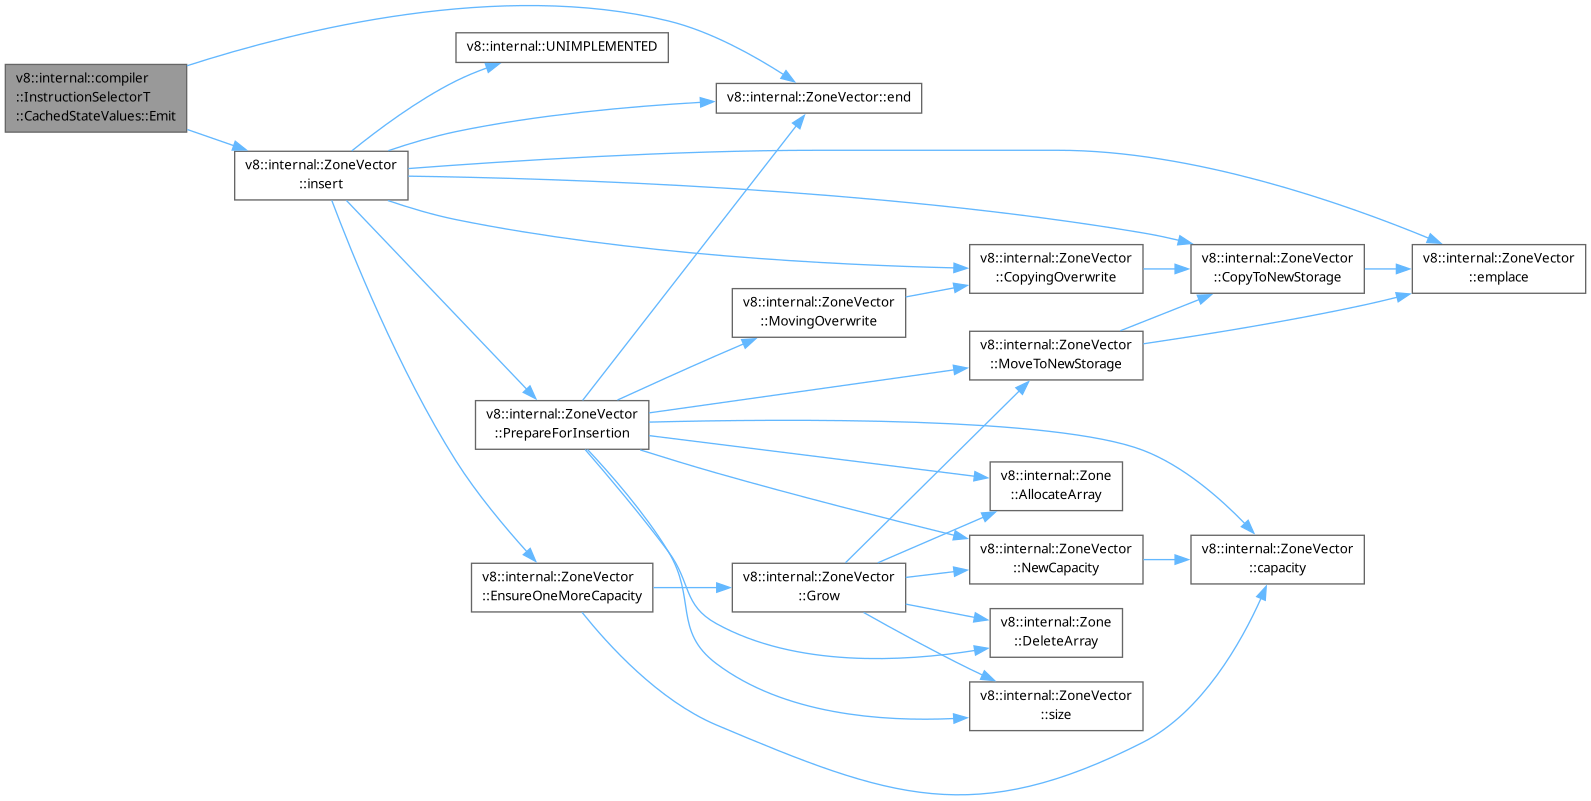 v8::internal::compiler
::InstructionSelectorT
::CachedStateValues::Emit
v8::internal::UNIMPLEMENTED
v8::internal::ZoneVector::end
v8::internal::ZoneVector
::insert
v8::internal::ZoneVector
::CopyingOverwrite
v8::internal::ZoneVector
::CopyToNewStorage
v8::internal::ZoneVector
::emplace
v8::internal::ZoneVector
::MovingOverwrite
v8::internal::ZoneVector
::MoveToNewStorage
v8::internal::ZoneVector
::PrepareForInsertion
v8::internal::Zone
::AllocateArray
v8::internal::ZoneVector
::NewCapacity
v8::internal::ZoneVector
::capacity
v8::internal::ZoneVector
::EnsureOneMoreCapacity
v8::internal::ZoneVector
::Grow
v8::internal::Zone
::DeleteArray
v8::internal::ZoneVector
::size